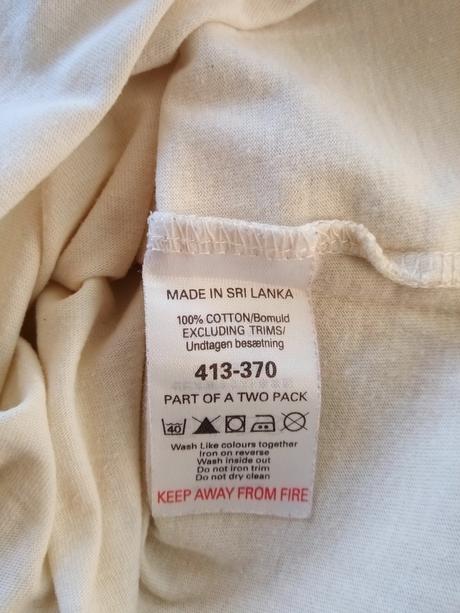 MADE IN SRI LANKA
100% COTTON/Bomuld
EXCLUDING TRIMS/
Undtagen besætning
413-370
PART OF A TWO PACK
40
Wash Like colours together
Iron on reverse
Wash inside out
Do not iron trim
Do not dry clean
KEEP AWAY FROM FIRE